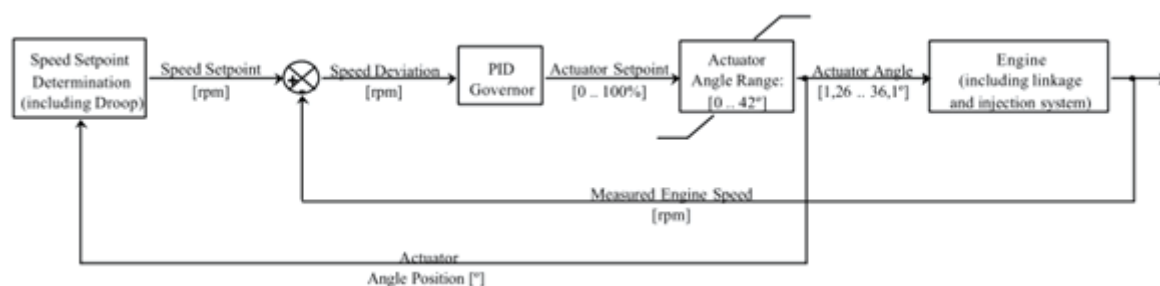 Speed Setpoint
Determination
(including Droop)
Speed Setpoint
[rpm]
+
Speed Deviation
[rpm]
PID
Governor
Actuator Setpoint
[0 .. 100%]
Actuator
Angle Range:
[0 .. 42º]
Actuator Angle
[1,26 .. 36,1º]
Engine
(including linkage
and injection system)
Measured Engine Speed
[rpm]
Actuator
Angle Position [º]